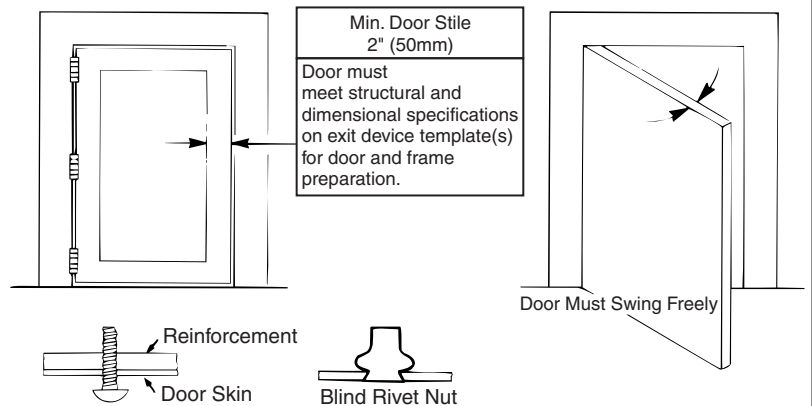 Min. Door Stile
2" (50mm)
Door must
meet structural and
dimensional specifications
on exit device template(s)
for door and frame
preparation.
Door Must Swing Freely
Reinforcement
Door Skin
Blind Rivet Nut